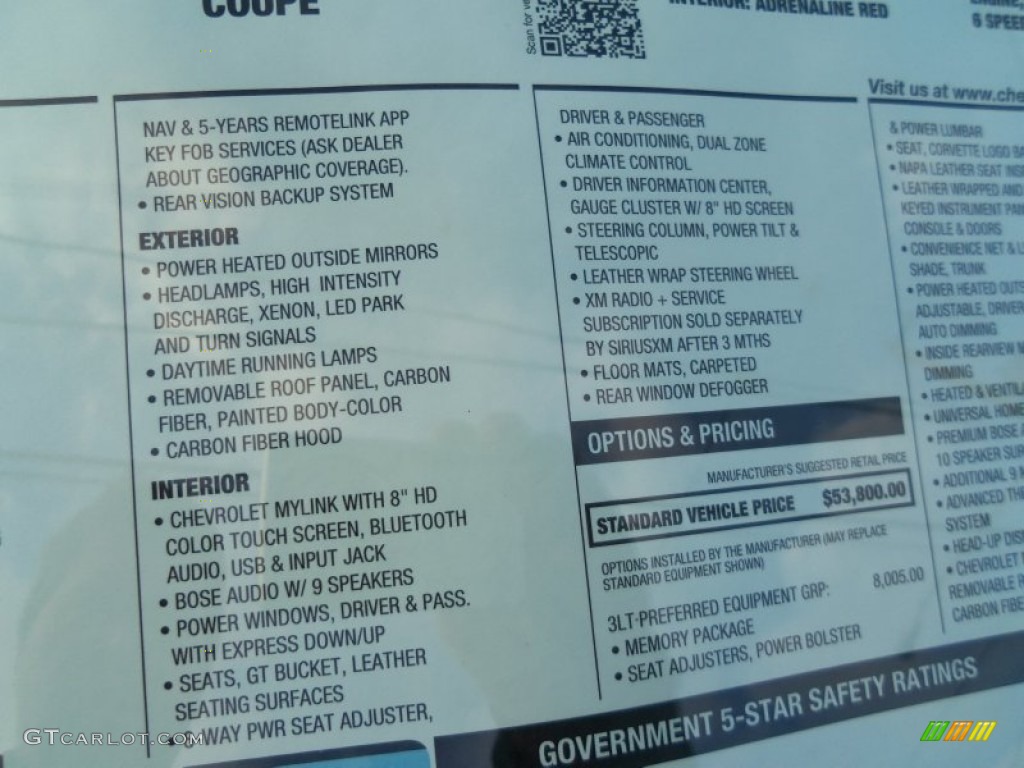 COUPE
Scan for
INTERIOR: ADRENALINE RED
ENGINE,
6 SPEED
Visit us at www.che
NAV & 5-YEARS REMOTELINK APP
KEY FOB SERVICES (ASK DEALER
ABOUT GEOGRAPHIC COVERAGE).
• REAR VISION BACKUP SYSTEM
EXTERIOR
• POWER HEATED OUTSIDE MIRRORS
• HEADLAMPS, HIGH INTENSITY
DISCHARGE, XENON, LED PARK
AND TURN SIGNALS
• DAYTIME RUNNING LAMPS
• REMOVABLE ROOF PANEL, CARBON
FIBER, PAINTED BODY-COLOR
• CARBON FIBER HOOD
INTERIOR
• CHEVROLET MYLINK WITH 8" HD
COLOR TOUCH SCREEN, BLUETOOTH
AUDIO, USB & INPUT JACK
• BOSE AUDIO W/ 9 SPEAKERS
• POWER WINDOWS, DRIVER & PASS.
WITH EXPRESS DOWN/UP
• SEATS, GT BUCKET, LEATHER
SEATING SURFACES
WAY PWR SEAT ADJUSTER,
DRIVER & PASSENGER
• AIR CONDITIONING, DUAL ZONE
CLIMATE CONTROL
• DRIVER INFORMATION CENTER,
GAUGE CLUSTER W/ 8" HD SCREEN
• STEERING COLUMN, POWER TILT &
TELESCOPIC
• LEATHER WRAP STEERING WHEEL
• XM RADIO + SERVICE
SUBSCRIPTION SOLD SEPARATELY
BY SIRIUSXM AFTER 3 MTHS
• FLOOR MATS, CARPETED
• REAR WINDOW DEFOGGER
OPTIONS & PRICING
MANUFACTURER'S SUGGESTED RETAIL PRICE
STANDARD VEHICLE PRICE $53,800.00
OPTIONS INSTALLED BY THE MANUFACTURER (MAY REPLACE
STANDARD EQUIPMENT SHOWN)
3LT-PREFERRED EQUIPMENT GRP: 8,005.00
• MEMORY PACKAGE
• SEAT ADJUSTERS, POWER BOLSTER
& POWER LUMBAR
• SEAT, CORVETTE LOGO
• NAPA LEATHER SEAT
• LEATHER WRAPPED AND
KEYED INSTRUMENT
CONSOLE & DOORS
• CONVENIENCE NET &
SHADE, TRUNK
• POWER HEATED
ADJUSTABLE, DRIVER
AUTO DIMMING
• INSIDE REARVIEW
DIMMING
• HEATED &
• UNIVERSAL HOME
• PREMIUM BOSE
10 SPEAKER
• ADDITIONAL 9
• ADVANCED
SYSTEM
• HEAD-UP
• CHEVROLET
REMOVABLE
CARBON
GOVERNMENT 5-STAR SAFETY RATINGS
GTCARLOT.COM